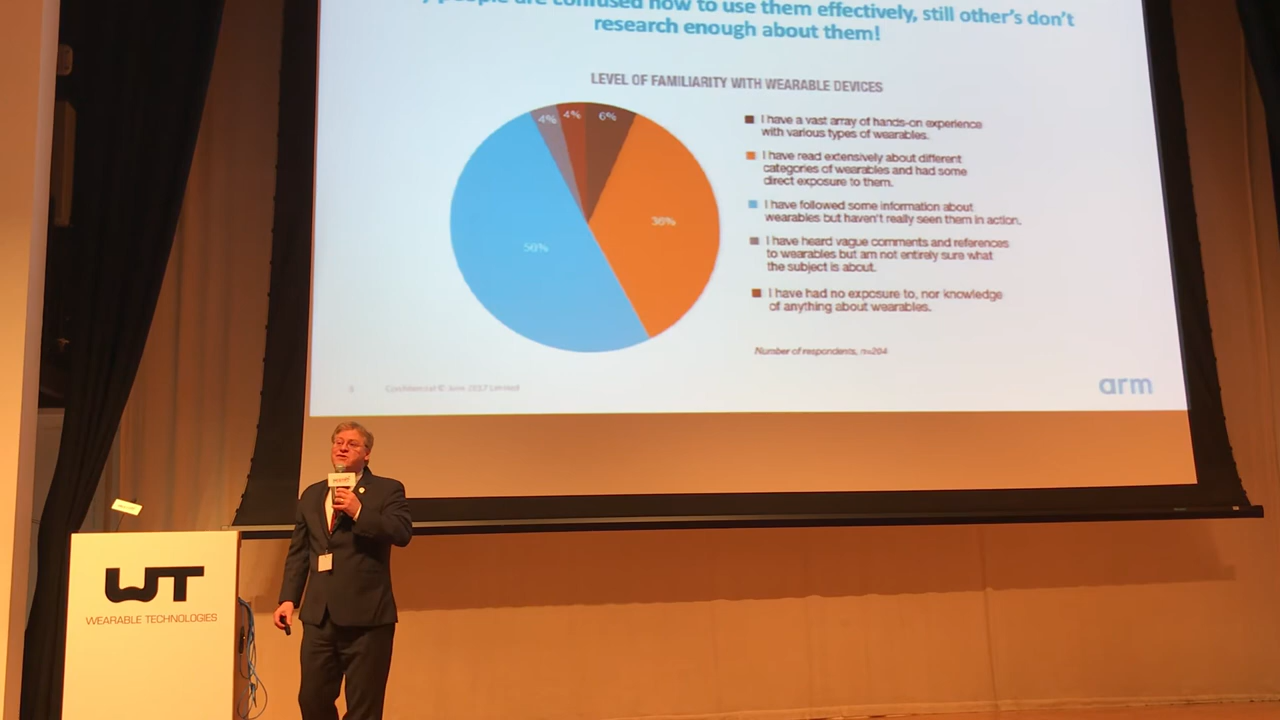 people are confused how to use them effectively, still other's don't
research enough about them!
LEVEL OF FAMILIARITY WITH WEARABLE DEVICES
4%
4%
6%
36%
50%
I have a vast array of hands-on experience
with various types of wearables.
I have read extensively about different
categories of wearables and had some
direct exposure to them.
I have followed some information about
wearables but haven't really seen them in action.
I have heard vague comments and references
to wearables but am not entirely sure what
the subject is about.
I have had no exposure to, nor knowledge
of anything about wearables.
Number of respondents, n=204
Confidential © June 2017 Limited
arm
WT
WEARABLE TECHNOLOGIES